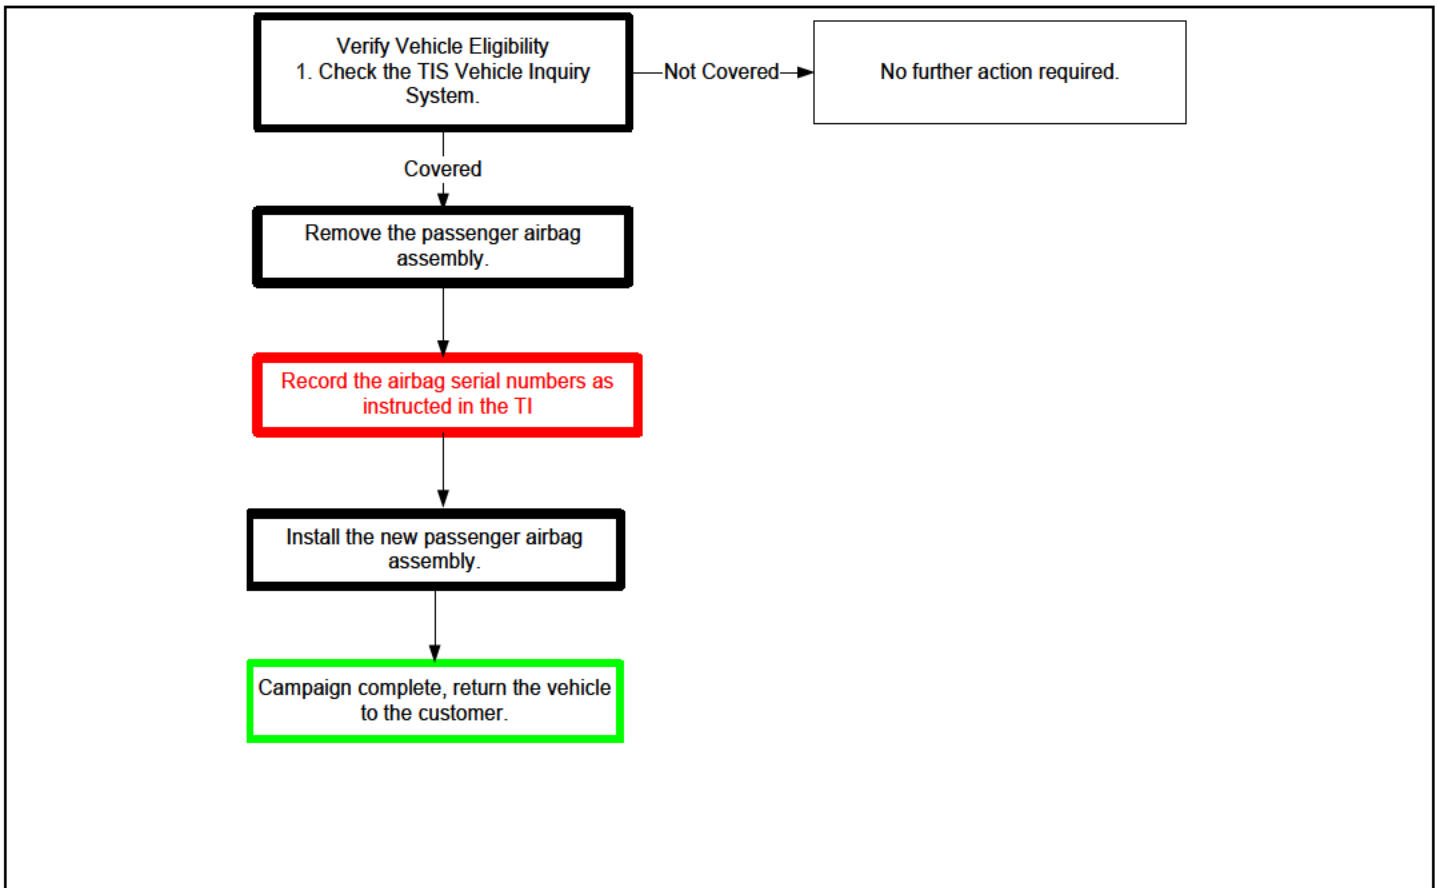 Verify Vehicle Eligibility
1. Check the TIS Vehicle Inquiry
System.
Not Covered
No further action required.
Covered
Remove the passenger airbag
assembly.
Record the airbag serial numbers as
instructed in the TI
Install the new passenger airbag
assembly.
Campaign complete, return the vehicle
to the customer.